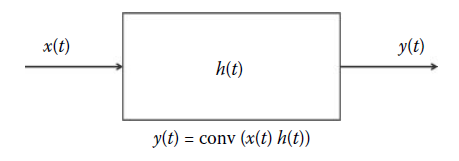 x(t)
h(t)
y(t)
y(t) = conv (x(t) h(t))